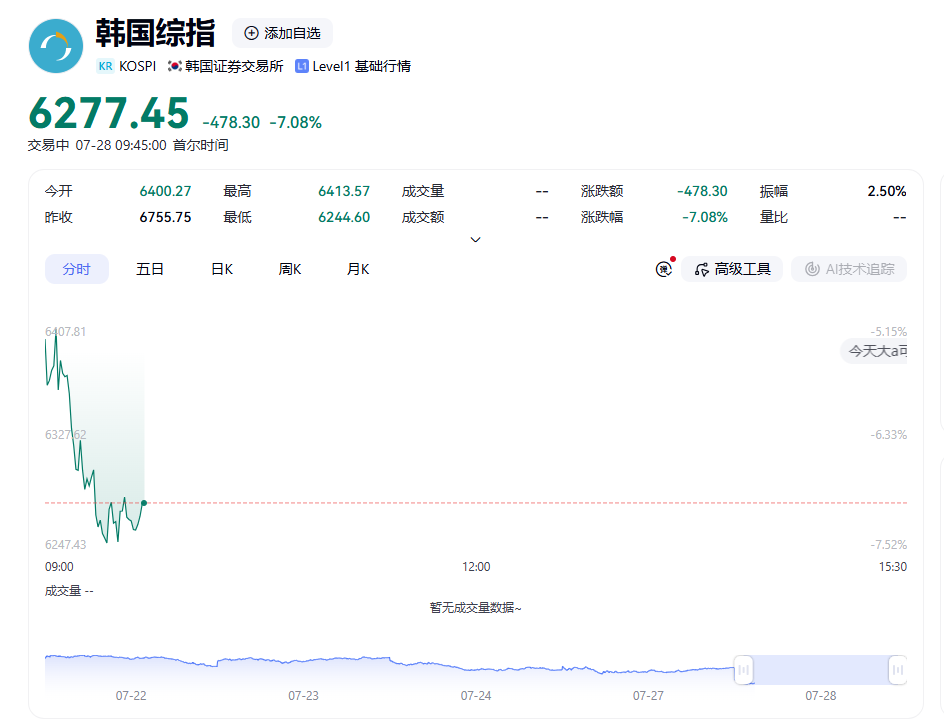 韩国综指 添加自选
KR KOSPI 韩国证券交易所 L1 Level1 基础行情
6277.45 -478.30 -7.08%
交易中 07-28 09:45:00 首尔时间
今开 6400.27 最高 6413.57 成交量 -- 涨跌额 -478.30 振幅 2.50%
昨收 6755.75 最低 6244.60 成交额 -- 涨跌幅 -7.08% 量比 --
分时 五日 日K 周K 月K 弹 高级工具 AI技术追踪
6407.81 -5.15%
今天大a可
6327.62 -6.33%
6247.43 -7.52%
09:00 12:00 15:30
成交量 --
暂无成交量数据~
07-22 07-23 07-24 07-27 07-28